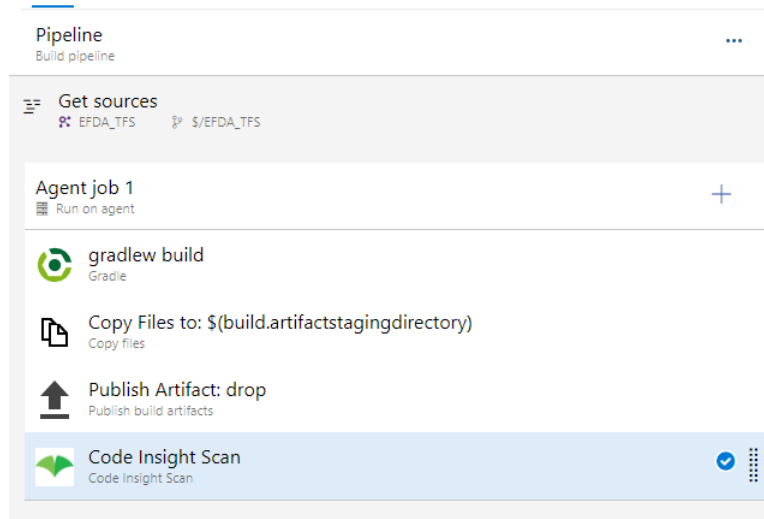 Pipeline
Build pipeline
Get sources
EFDA_TFS $/EFDA_TFS
Agent job 1
Run on agent
gradlew build
Gradle
Copy Files to: $(build.artifactstagingdirectory)
Copy files
Publish Artifact: drop
Publish build artifacts
Code Insight Scan
Code Insight Scan